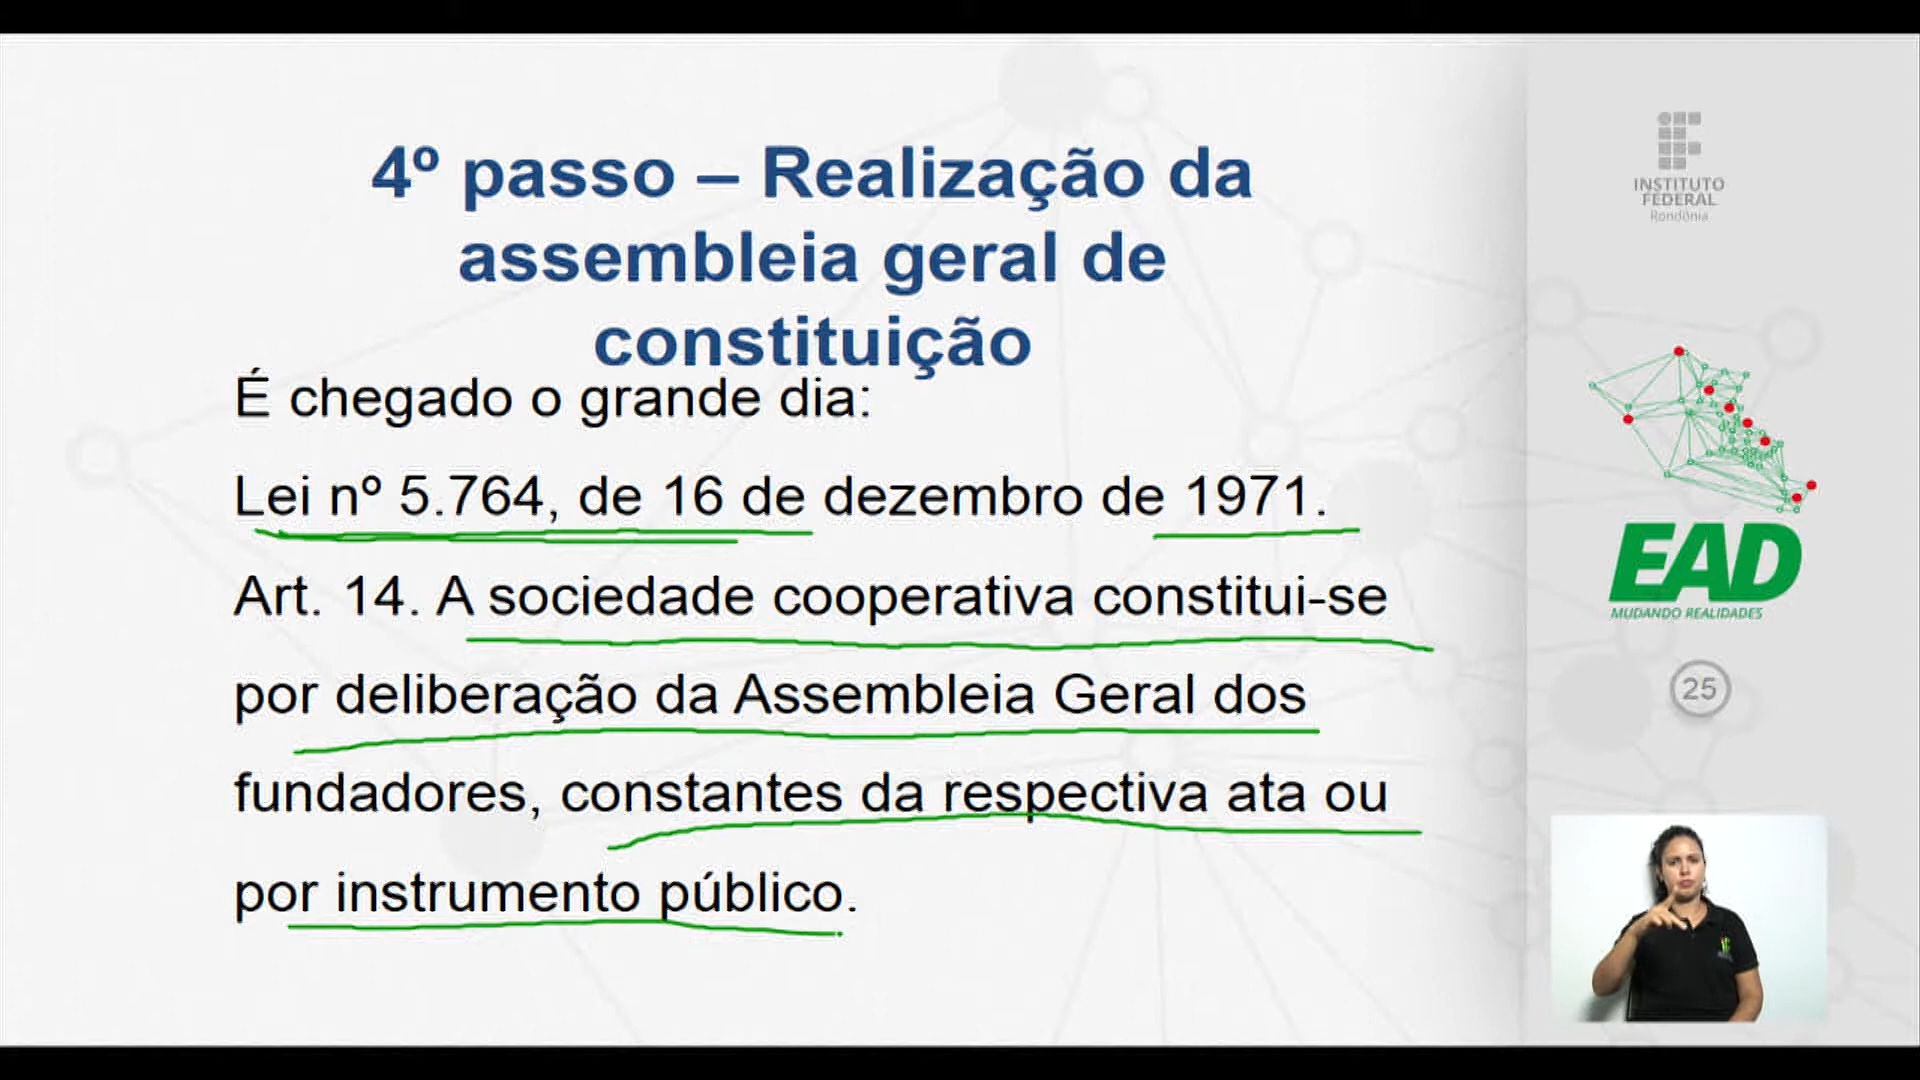 4º passo – Realização da
assembleia geral de
constituição
É chegado o grande dia:
Lei nº 5.764, de 16 de dezembro de 1971.
Art. 14. A sociedade cooperativa constitui-se
por deliberação da Assembleia Geral dos
fundadores, constantes da respectiva ata ou
por instrumento público.
INSTITUTO
FEDERAL
Rondônia
EAD
MUDANDO REALIDADES
25